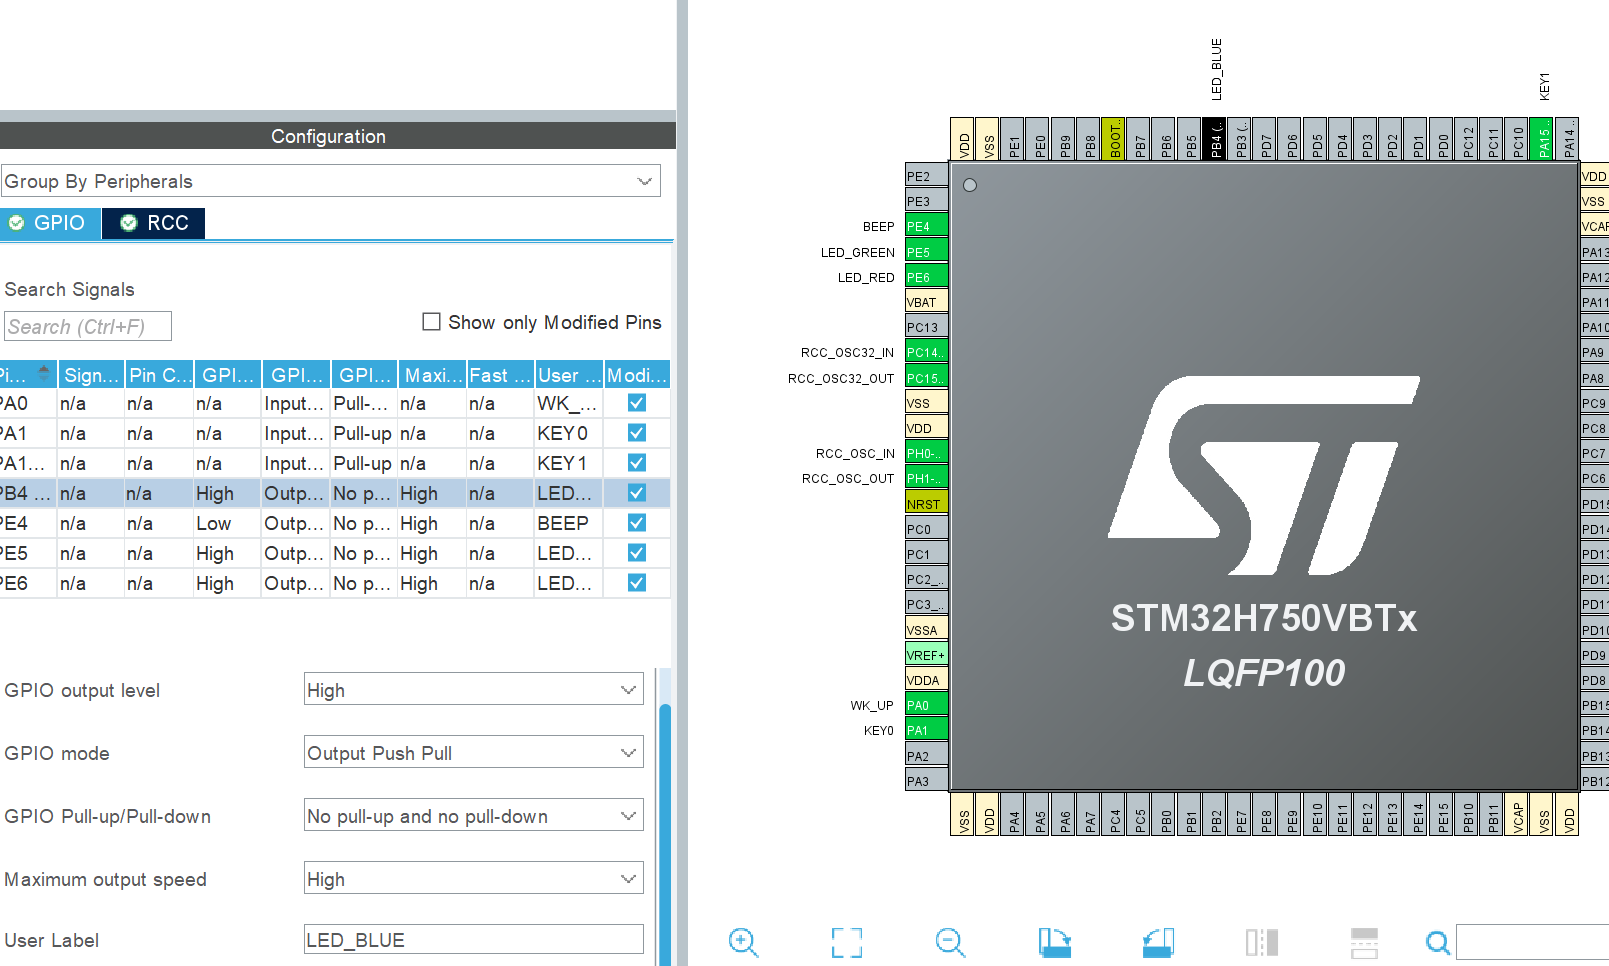 Configuration
Group By Peripherals
GPIO
RCC
Search Signals
Search (Ctrl+F)
Show only Modified Pins
Pi... Sign... Pin C... GPI... GPI... GPI... Maxi... Fast ... User ... Modi...
PA0 n/a n/a n/a Input... Pull-... n/a n/a WK_...
PA1 n/a n/a n/a Input... Pull-up n/a n/a KEY0
PA1... n/a n/a n/a Input... Pull-up n/a n/a KEY1
PB4 ... n/a n/a High Outp... No p... High n/a LED...
PE4 n/a n/a Low Outp... No p... High n/a BEEP
PE5 n/a n/a High Outp... No p... High n/a LED...
PE6 n/a n/a High Outp... No p... High n/a LED...
GPIO output level High
GPIO mode Output Push Pull
GPIO Pull-up/Pull-down No pull-up and no pull-down
Maximum output speed High
User Label LED_BLUE
LED_BLUE
KEY1
VDD VSS PE1 PE0 PB9 PB8 BOOT.. PB7 PB6 PB5 PB4 (.. PB3 (.. PD7 PD6 PD5 PD4 PD3 PD2 PD1 PD0 PC12 PC11 PC10 PA15.. PA14..
PE2
PE3
BEEP PE4
LED_GREEN PE5
LED_RED PE6
VBAT
PC13
RCC_OSC32_IN PC14..
RCC_OSC32_OUT PC15..
VSS
VDD
RCC_OSC_IN PH0-..
RCC_OSC_OUT PH1-..
NRST
PC0
PC1
PC2_..
PC3_..
VSSA
VREF+
VDDA
WK_UP PA0
KEY0 PA1
PA2
PA3
ST
STM32H750VBTx
LQFP100
VDD
VSS
VCAP
PA13
PA12
PA11
PA10
PA9
PA8
PC9
PC8
PC7
PC6
PD15
PD14
PD13
PD12
PD11
PD10
PD9
PD8
PB15
PB14
PB13
PB12
VSS VDD PA4 PA5 PA6 PA7 PC4 PC5 PB0 PB1 PB2 PE7 PE8 PE9 PE10 PE11 PE12 PE13 PE14 PE15 PB10 PB11 VCAP VSS VDD